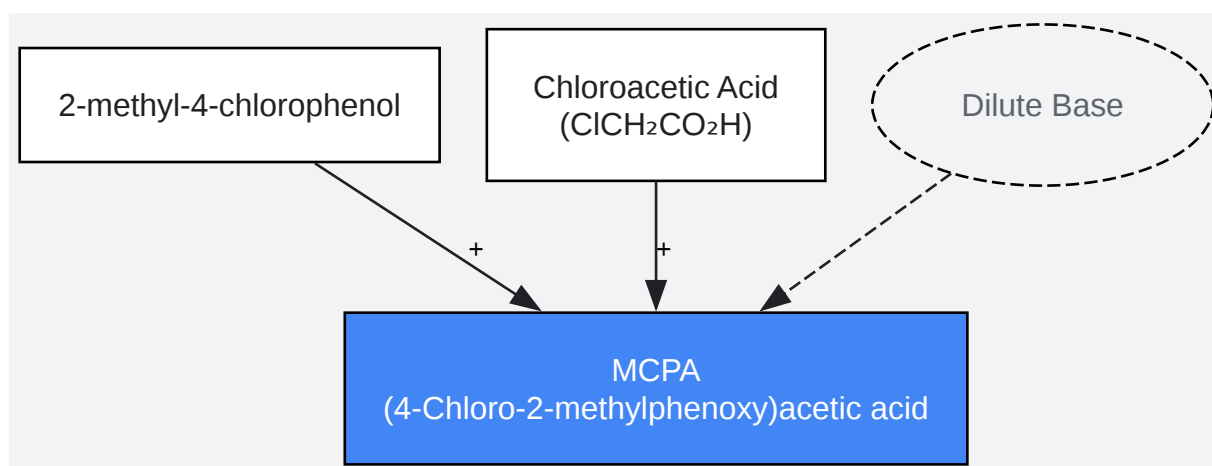 2-methyl-4-chlorophenol
Chloroacetic Acid
(ClCH₂CO₂H)
Dilute Base
+
+
MCPA
(4-Chloro-2-methylphenoxy)acetic acid